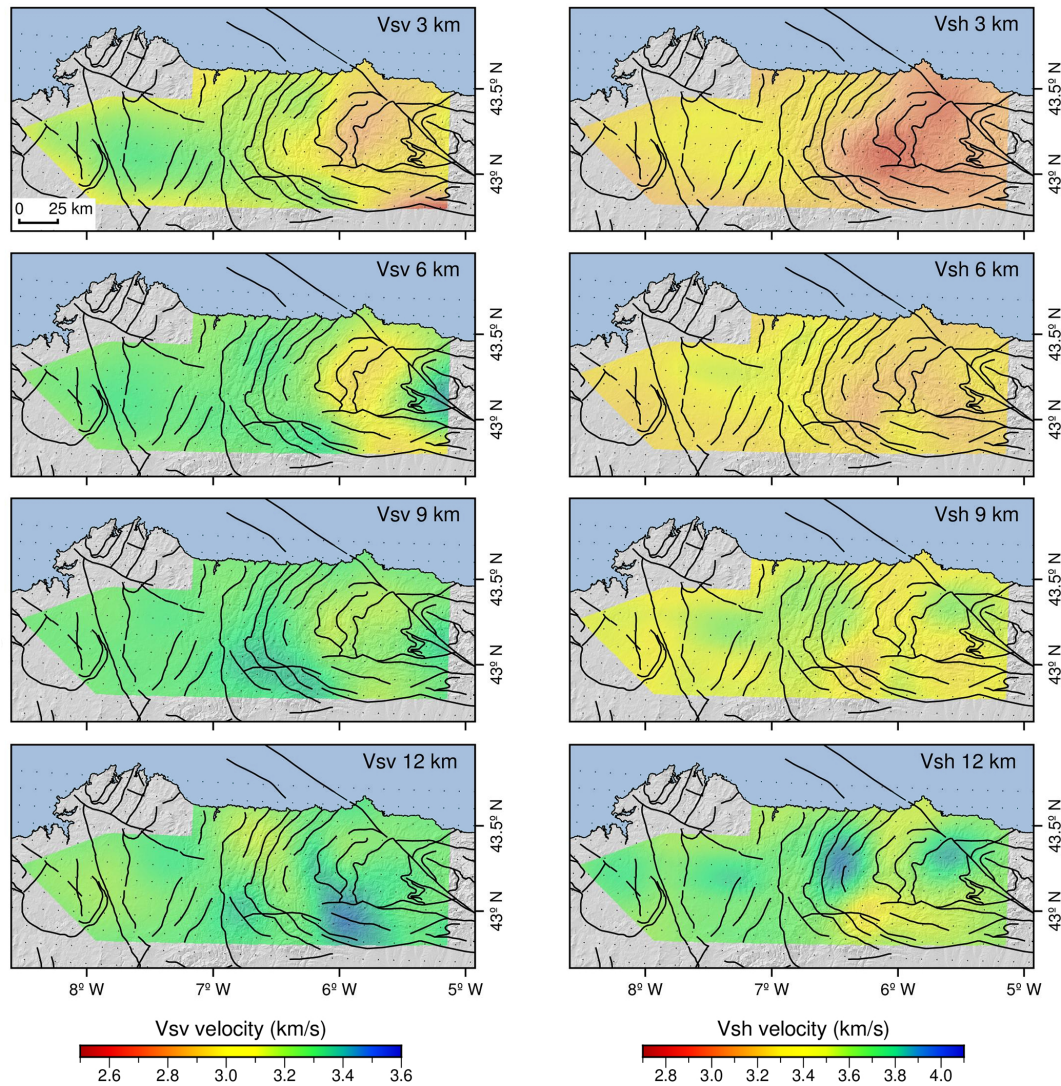 Vsv 3 km
Vsh 3 km
43.5º N
43º N
43.5º N
43º N
0 25 km
Vsv 6 km
Vsh 6 km
43.5º N
43º N
43.5º N
43º N
Vsv 9 km
Vsh 9 km
43.5º N
43º N
43.5º N
43º N
Vsv 12 km
Vsh 12 km
43.5º N
43º N
43.5º N
43º N
8º W 7º W 6º W 5º W
8º W 7º W 6º W 5º W
Vsv velocity (km/s)
Vsh velocity (km/s)
2.6 2.8 3.0 3.2 3.4 3.6
2.8 3.0 3.2 3.4 3.6 3.8 4.0